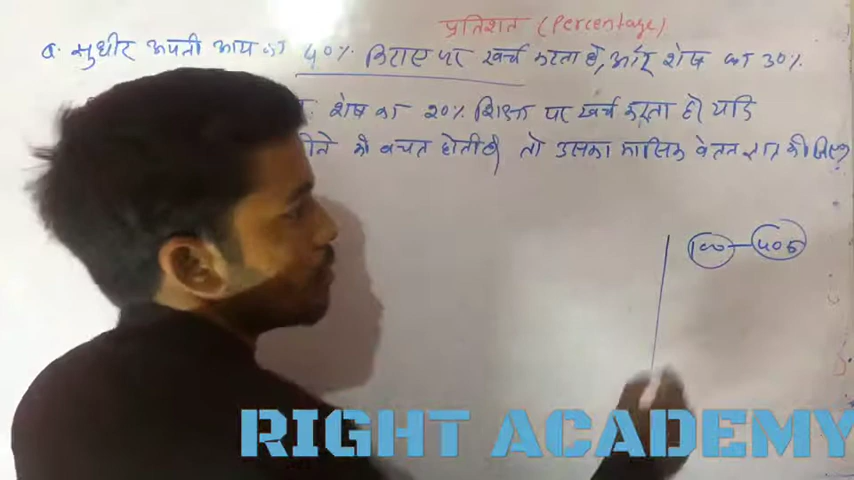 प्रतिशत (Percentage)
Q. सुधीर अपनी आय का 40% किराए पर खर्च करता है, और शेष का 30%
शेष का 20% शिक्षा पर खर्च करता है। यदि
की बचत होती है तो उसका मासिक वेतन ज्ञात कीजिए?
100 - 40%
RIGHT ACADEMY